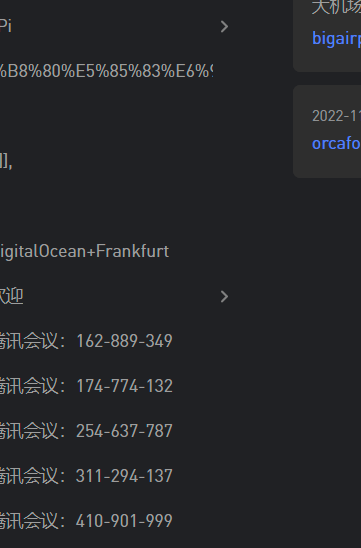 Pi
%B8%80%E5%85%83%E6%
]],
igitalOcean+Frankfurt
欢迎
腾讯会议：162-889-349
腾讯会议：174-774-132
腾讯会议：254-637-787
腾讯会议：311-294-137
腾讯会议：410-901-999
大机场
bigairp
2022-11
orcafo